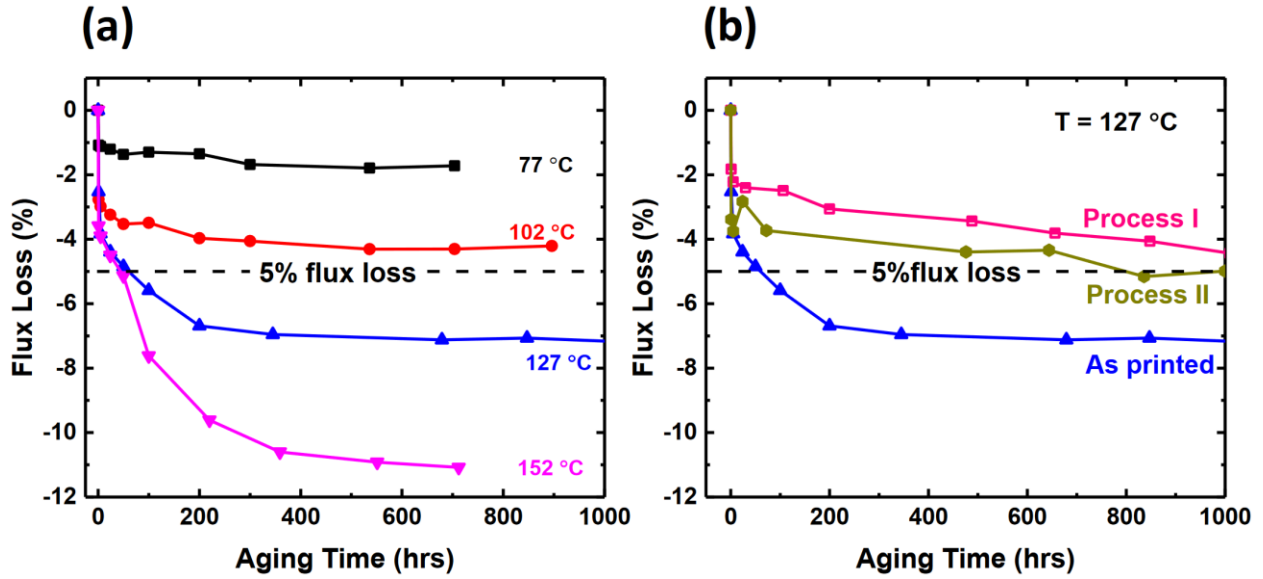 (a)
Flux Loss (%)
0
-2
-4
-6
-8
-10
-12
77 °C
102 °C
5% flux loss
127 °C
152 °C
0
200
400
600
800
1000
Aging Time (hrs)
(b)
Flux Loss (%)
0
-2
-4
-6
-8
-10
-12
T = 127 °C
Process I
5%flux loss
Process II
As printed
0
200
400
600
800
1000
Aging Time (hrs)